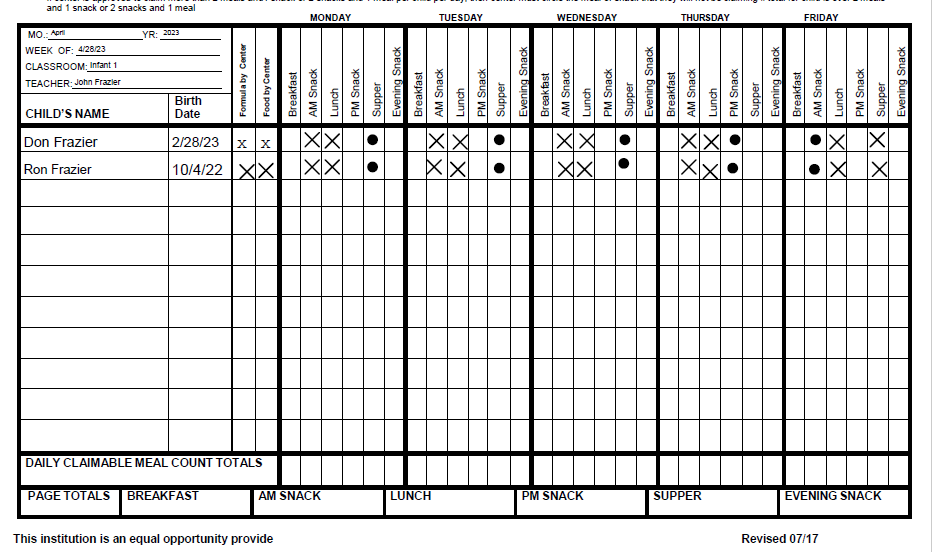 and 1 snack or 2 snacks and 1 meal
MONDAY TUESDAY WEDNESDAY THURSDAY FRIDAY
MO.: April YR: 2023
WEEK OF: 4/28/23
CLASSROOM: Infant 1
TEACHER: John Frazier
CHILD'S NAME Birth Date Formula by Center Food by Center Breakfast AM Snack Lunch PM Snack Supper Evening Snack Breakfast AM Snack Lunch PM Snack Supper Evening Snack Breakfast AM Snack Lunch PM Snack Supper Evening Snack Breakfast AM Snack Lunch PM Snack Supper Evening Snack Breakfast AM Snack Lunch PM Snack Supper Evening Snack
Don Frazier 2/28/23 x x X X ● X X ● X X ● X X ● ● X X
Ron Frazier 10/4/22 X X X X ● X X ● X X ● X X ● ● X X
DAILY CLAIMABLE MEAL COUNT TOTALS
PAGE TOTALS BREAKFAST AM SNACK LUNCH PM SNACK SUPPER EVENING SNACK
This institution is an equal opportunity provide Revised 07/17